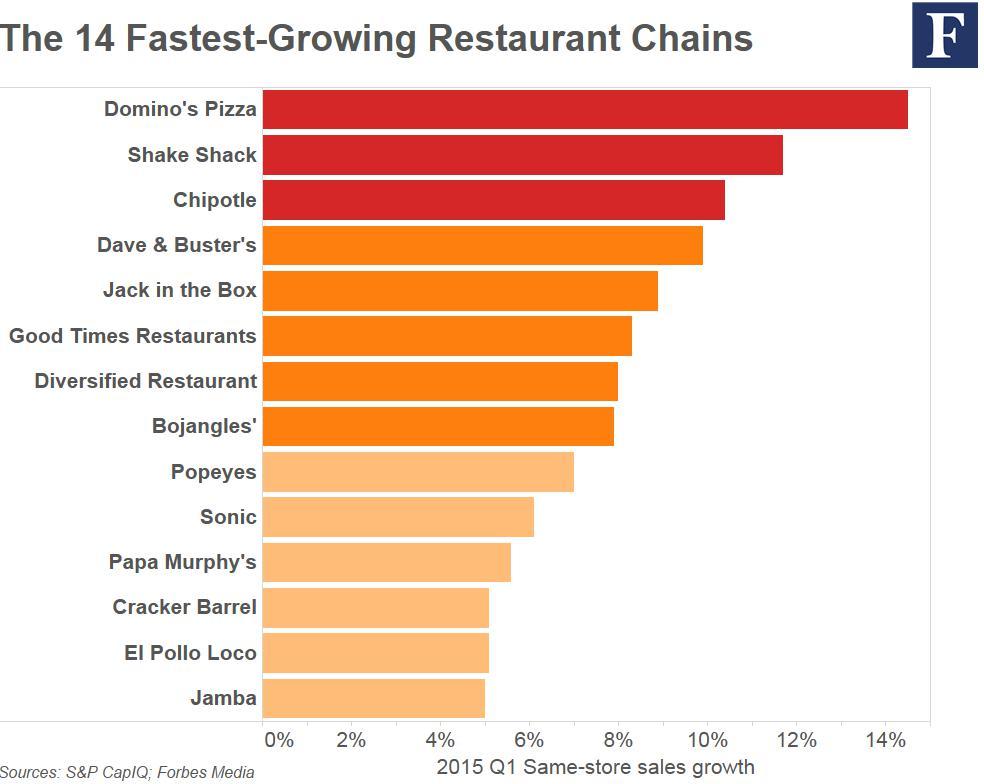 The 14 Fastest-Growing Restaurant Chains
F
Domino's Pizza
Shake Shack
Chipotle
Dave & Buster's
Jack in the Box
Good Times Restaurants
Diversified Restaurant
Bojangles'
Popeyes
Sonic
Papa Murphy's
Cracker Barrel
El Pollo Loco
Jamba
0% 2% 4% 6% 8% 10% 12% 14%
2015 Q1 Same-store sales growth
Sources: S&P CapIQ; Forbes Media